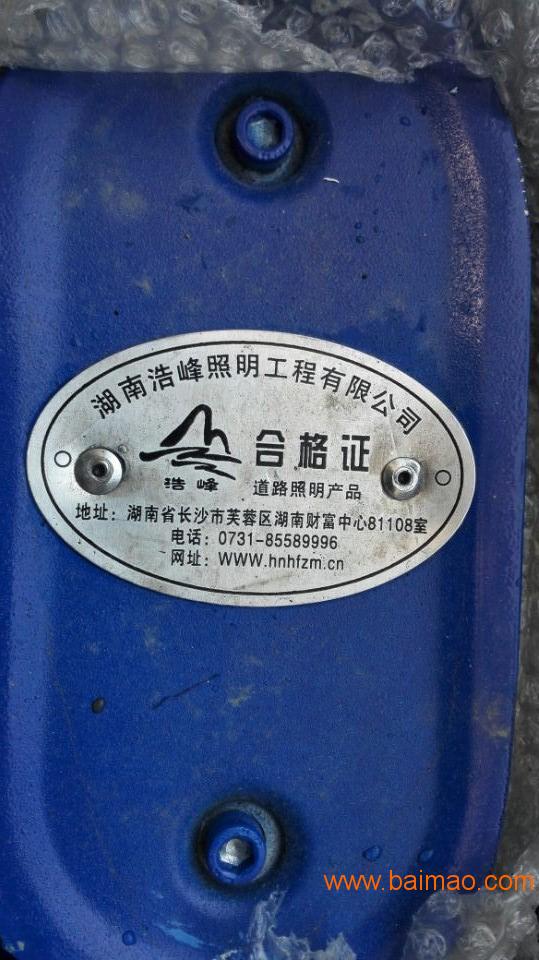 湖南浩峰照明工程有限公司
合格证
浩峰
道路照明产品
地址：湖南省长沙市芙蓉区湖南财富中心81108室
电话：0731-85589996
网址：WWW.hnhfzm.cn
www.baimao.com